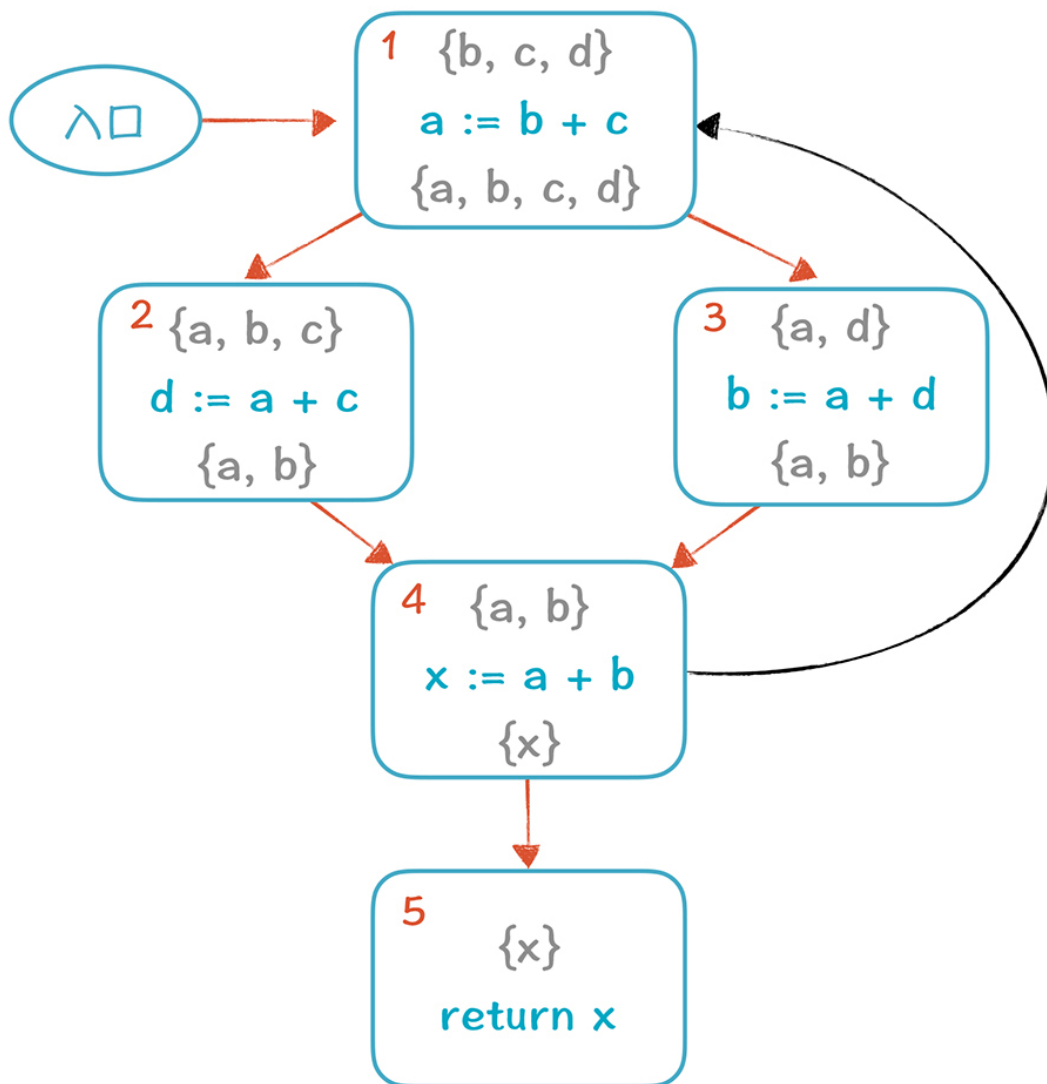 入口
1
{b, c, d}
a := b + c
{a, b, c, d}
2
{a, b, c}
d := a + c
{a, b}
3
{a, d}
b := a + d
{a, b}
4
{a, b}
x := a + b
{x}
5
{x}
return x